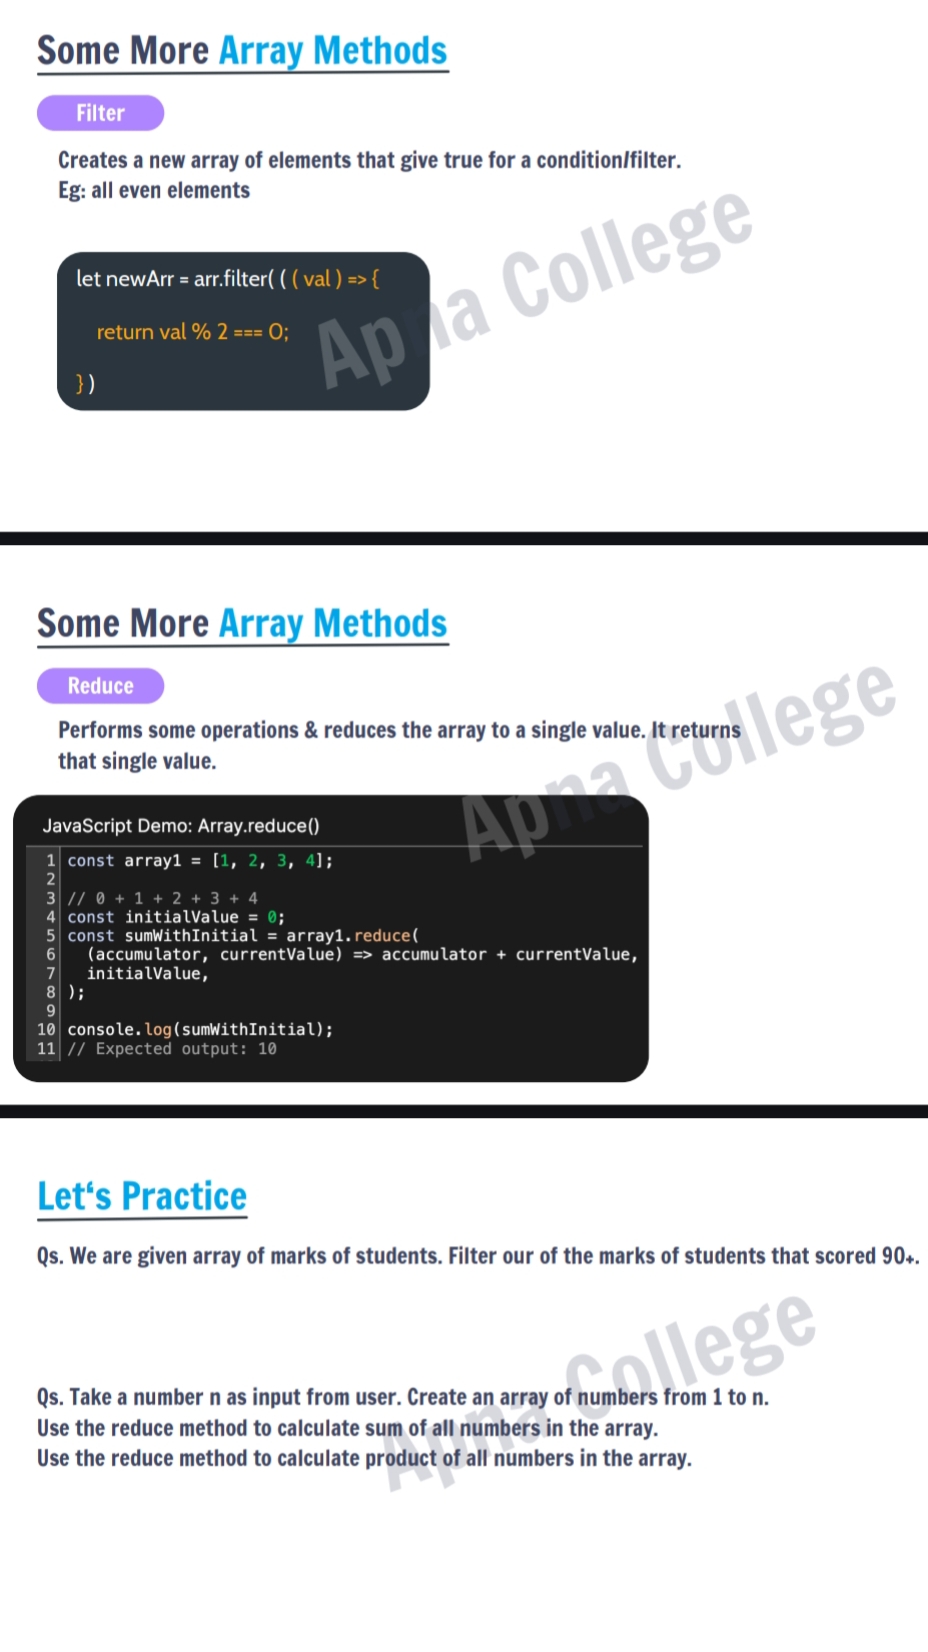 Some More Array Methods
Filter
Creates a new array of elements that give true for a condition/filter.
Eg: all even elements
let newArr = arr.filter( ( ( val ) => {
return val % 2 === 0;
} )
Apna College
Some More Array Methods
Reduce
Performs some operations & reduces the array to a single value. It returns
that single value.
Apna College
JavaScript Demo: Array.reduce()
1 const array1 = [1, 2, 3, 4];
2
3 // 0 + 1 + 2 + 3 + 4
4 const initialValue = 0;
5 const sumWithInitial = array1.reduce(
6 (accumulator, currentValue) => accumulator + currentValue,
7 initialValue,
8 );
9
10 console.log(sumWithInitial);
11 // Expected output: 10
Let‘s Practice
Qs. We are given array of marks of students. Filter our of the marks of students that scored 90+.
Apna College
Qs. Take a number n as input from user. Create an array of numbers from 1 to n.
Use the reduce method to calculate sum of all numbers in the array.
Use the reduce method to calculate product of all numbers in the array.